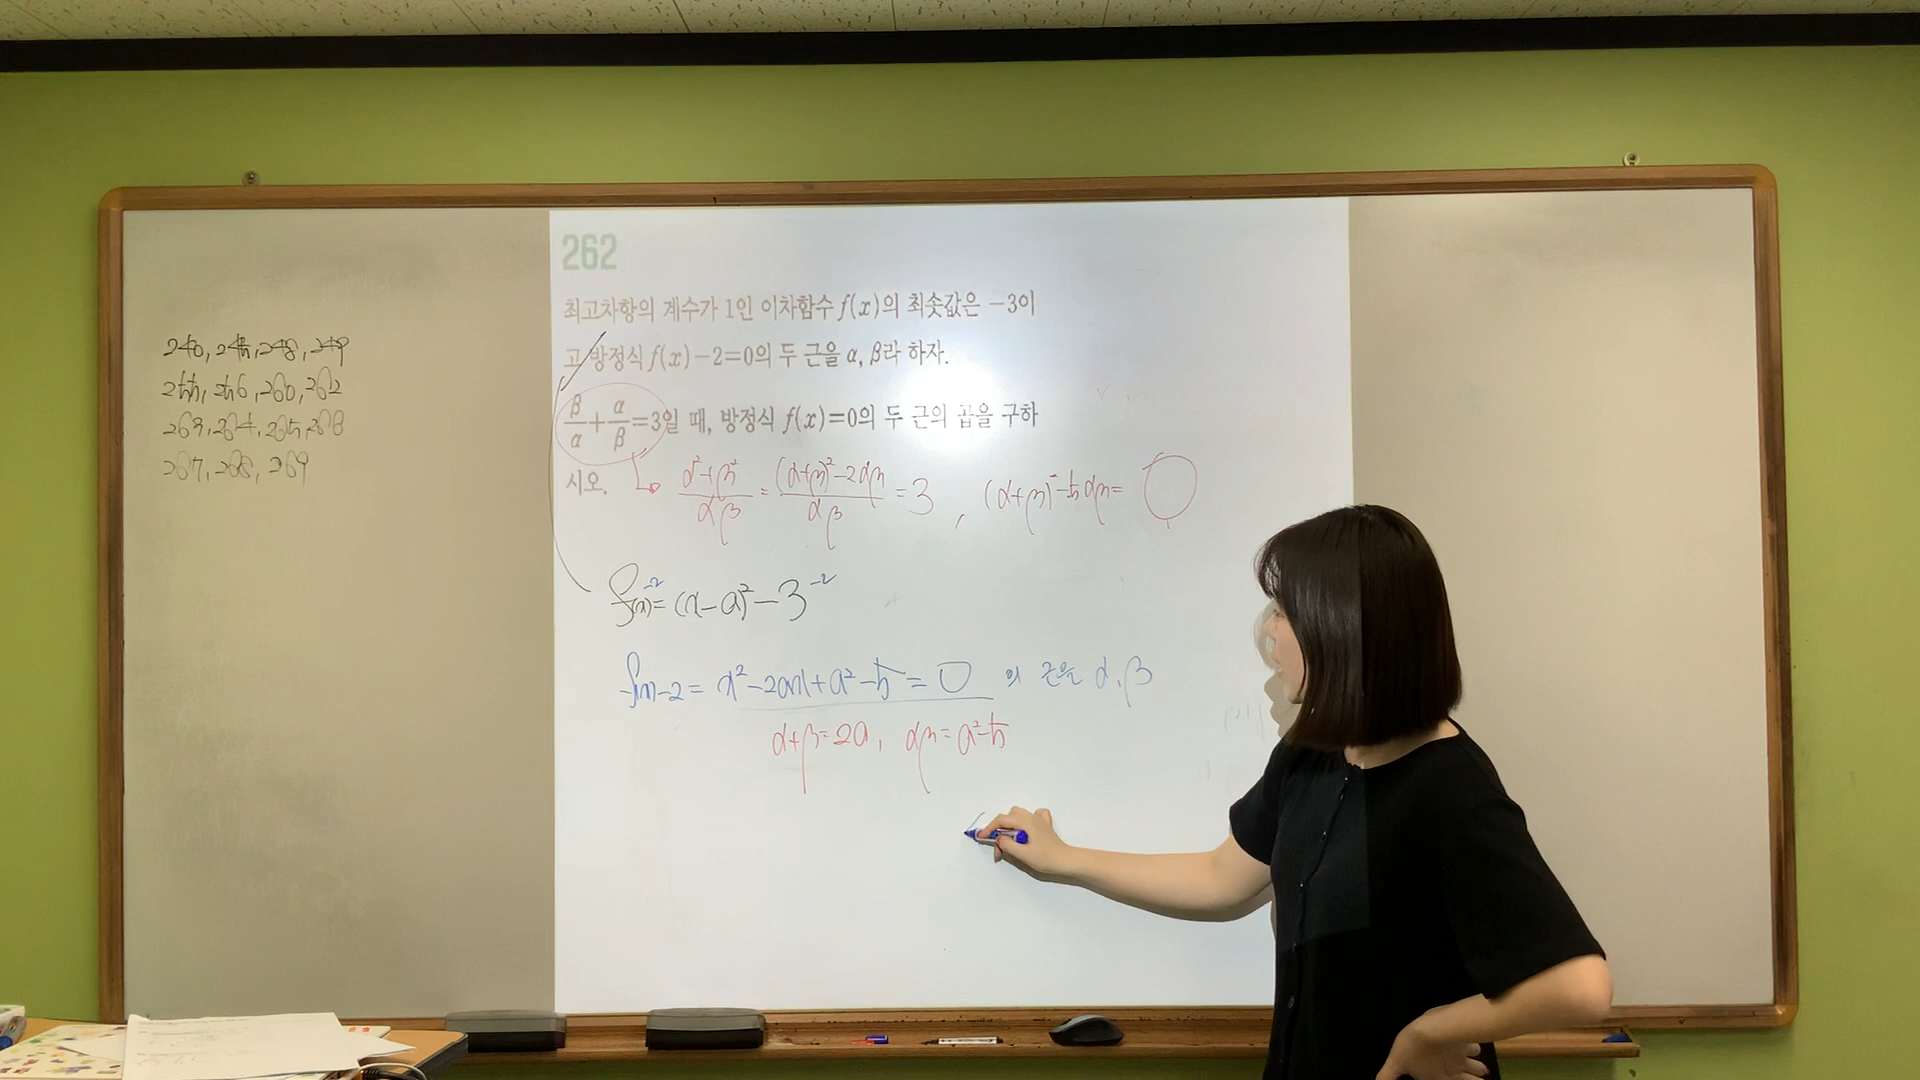 240, 245, 248, 249
255, 256, 260, 262
263, 264, 265, 266
267, 268, 269
262
최고차항의 계수가 1인 이차함수 f(x)의 최솟값은 −3이
고 방정식 f(x)−2=0의 두 근을 α, β라 하자.
β/α + α/β =3일 때, 방정식 f(x)=0의 두 근의 곱을 구하
시오.
(α²+β²)/αβ = ((α+β)²−2αβ)/αβ = 3 , (α+β)²−5αβ= 0
f(x)−2 = (x−a)²−3−2
f(x)−2 = x²−2ax+a²−5 = 0 의 근을 α, β
α+β=2a, αβ=a²−5